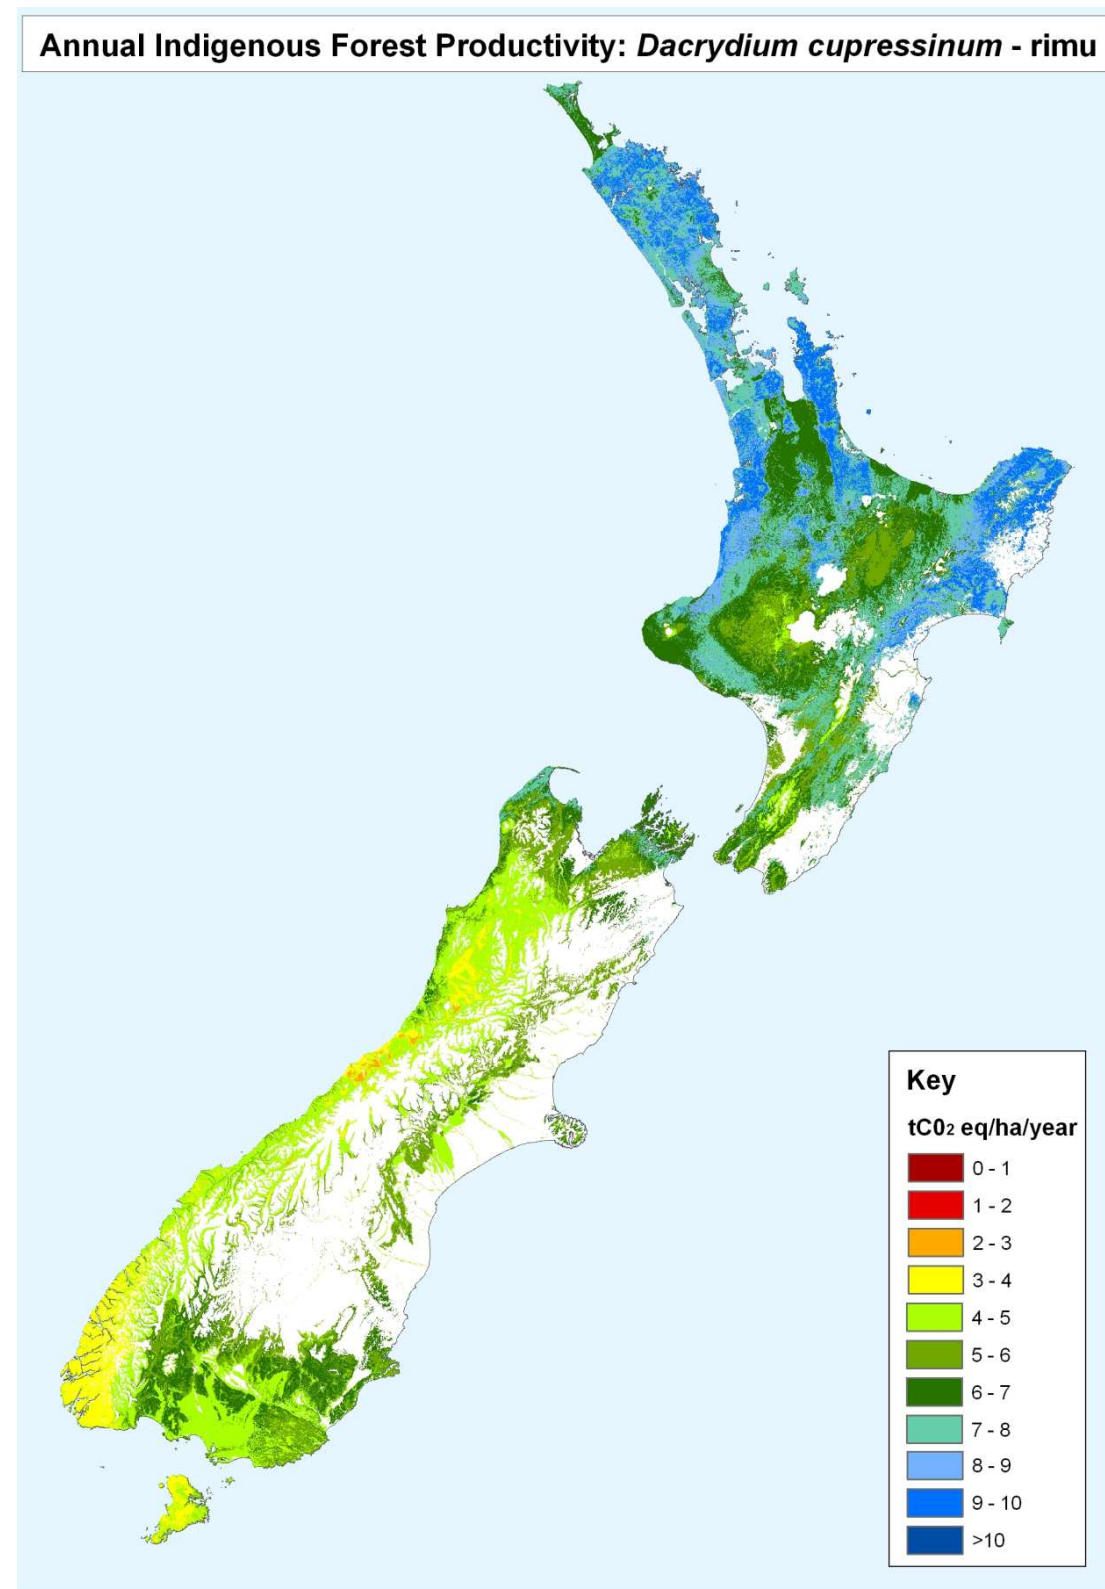 Annual Indigenous Forest Productivity: Dacrydium cupressinum - rimu
Key
tC0₂ eq/ha/year
0 - 1
1 - 2
2 - 3
3 - 4
4 - 5
5 - 6
6 - 7
7 - 8
8 - 9
9 - 10
>10